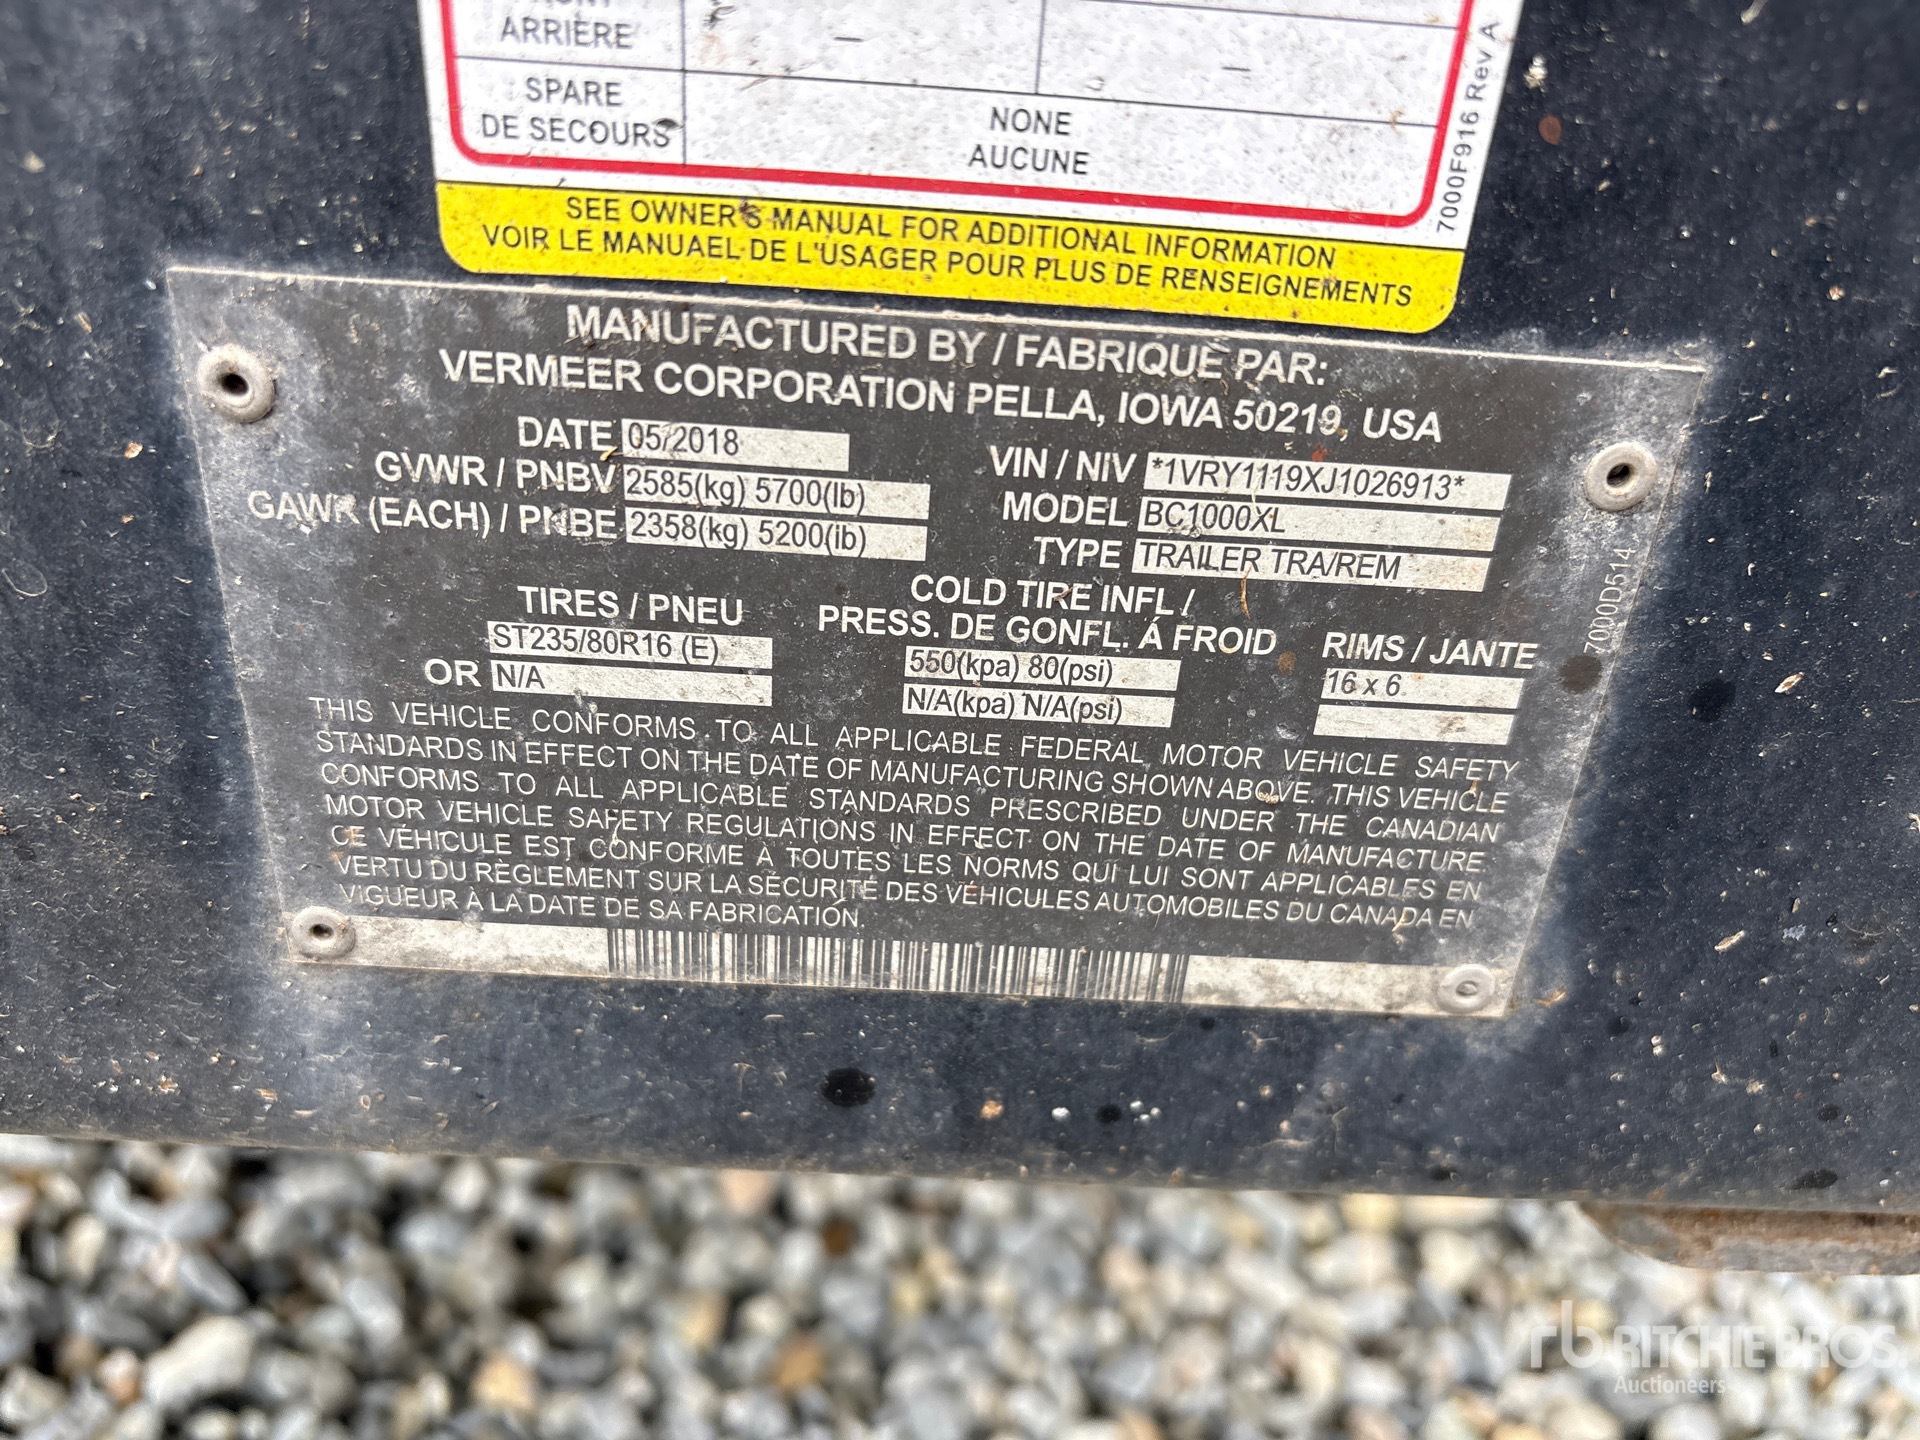 ARRIÈRE
–
–
SPARE
DE SECOURS
NONE
AUCUNE
7000F916 Rev A
SEE OWNER'S MANUAL FOR ADDITIONAL INFORMATION
VOIR LE MANUAEL DE L'ÚSAGER POUR PLUS DE RENSEIGNEMENTS
MANUFACTURED BY / FABRIQUE PAR:
VERMEER CORPORATION PELLA, IOWA 50219, USA
DATE 05/2018
GVWR / PNBV 2585(kg) 5700(lb)
GAWR (EACH) / PNBE 2358(kg) 5200(lb)
VIN / NIV *1VRY1119XJ1026913*
MODEL BC1000XL
TYPE TRAILER TRA/REM
TIRES / PNEU
ST235/80R16 (E)
OR N/A
COLD TIRE INFL /
PRESS. DE GONFL. Á FROID
550(kpa) 80(psi)
N/A(kpa) N/A(psi)
RIMS / JANTE
16 x 6
7000D514
THIS VEHICLE CONFORMS TO ALL APPLICABLE FEDERAL MOTOR VEHICLE SAFETY
STANDARDS IN EFFECT ON THE DATE OF MANUFACTURING SHOWN ABOVE. THIS VEHICLE
CONFORMS TO ALL APPLICABLE STANDARDS PRESCRIBED UNDER THE CANADIAN
MOTOR VEHICLE SAFETY REGULATIONS IN EFFECT ON THE DATE OF MANUFACTURE.
CE VÉHICULE EST CONFORME À TOUTES LES NORMS QUI LUI SONT APPLICABLES EN
VERTU DU RÈGLEMENT SUR LA SÉCURITÉ DES VÉHICULES AUTOMOBILES DU CANADA EN
VIGUEUR À LA DATE DE SA FABRICATION.
rb RITCHIE BROS.
Auctioneers